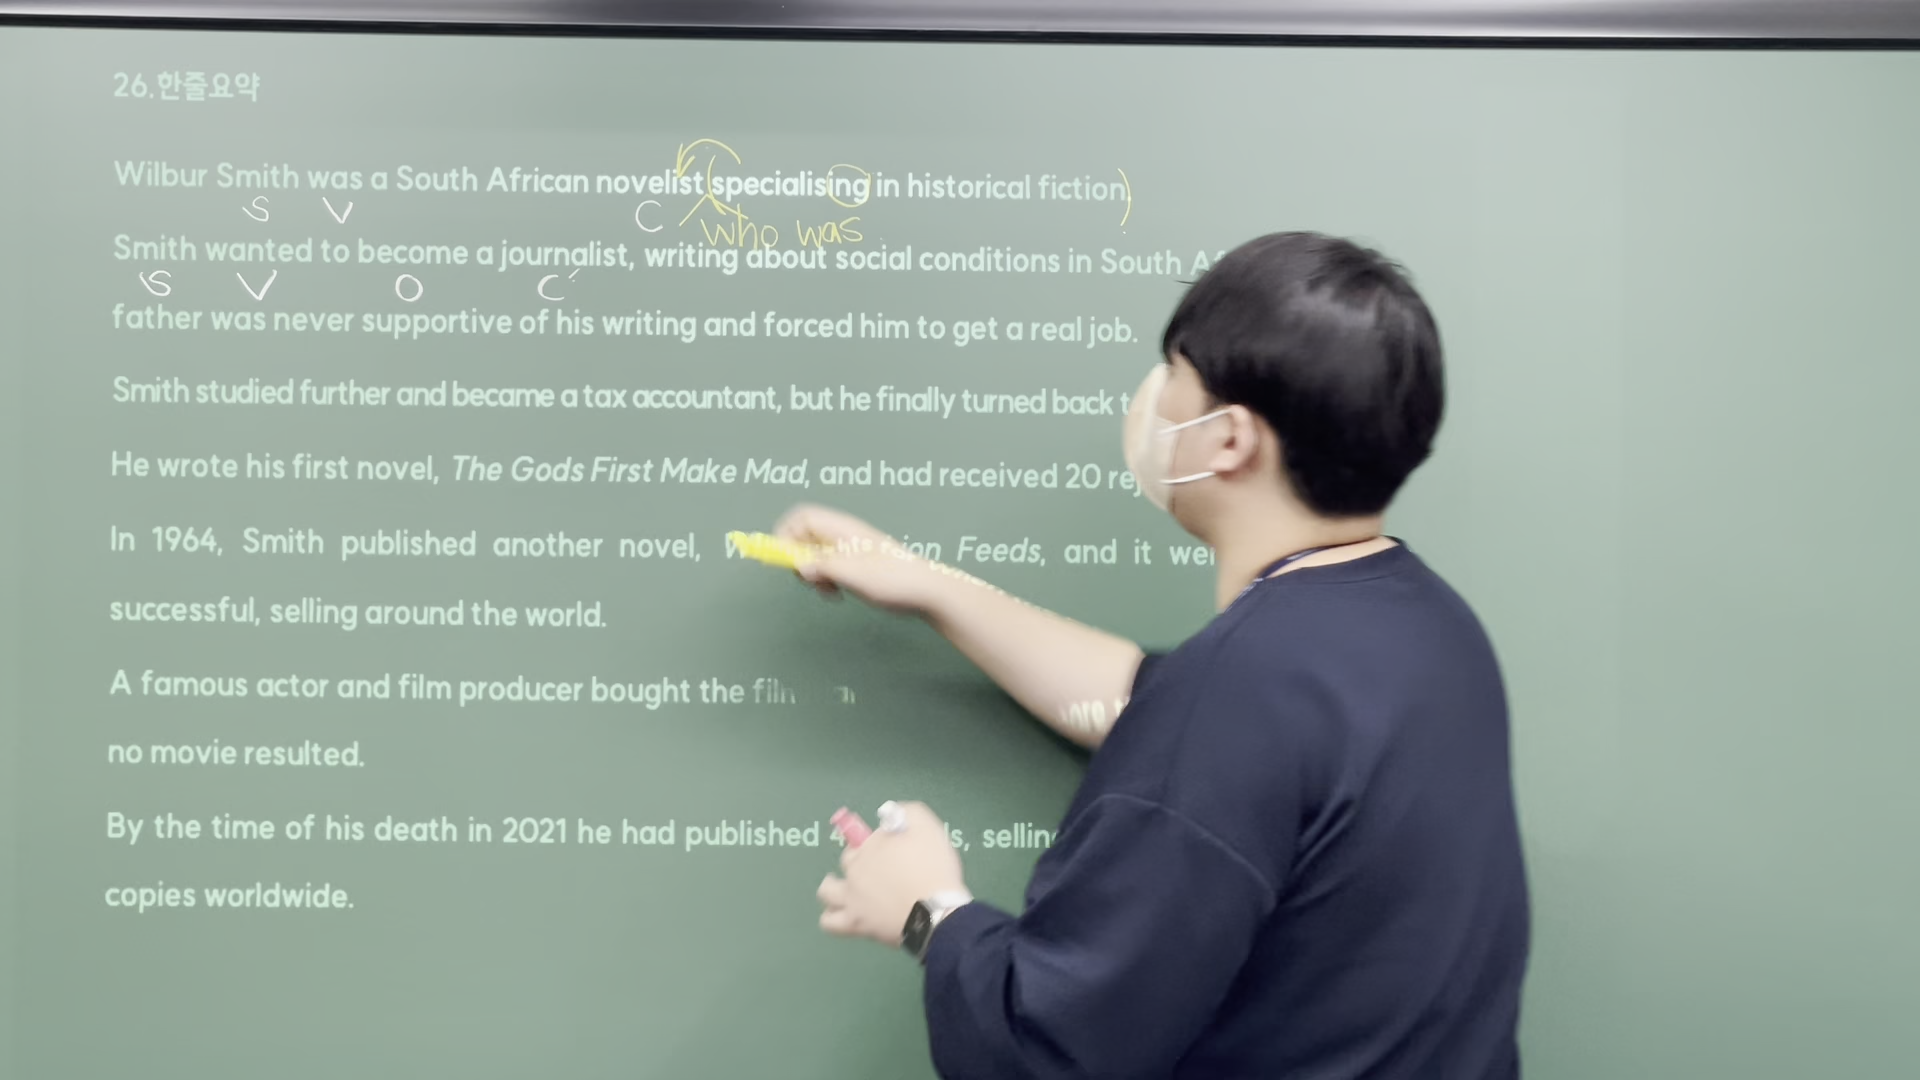 26.한줄요약
Wilbur Smith was a South African novelist (specialising in historical fiction)
S V C who was
Smith wanted to become a journalist, writing about social conditions in South
S V O C'
father was never supportive of his writing and forced him to get a real job.
Smith studied further and became a tax accountant, but he finally turned back
He wrote his first novel, The Gods First Make Mad, and had received 20
In 1964, Smith published another novel, Feeds, and it
successful, selling around the world.
A famous actor and film producer bought the
no movie resulted.
By the time of his death in 2021 he had published
copies worldwide.